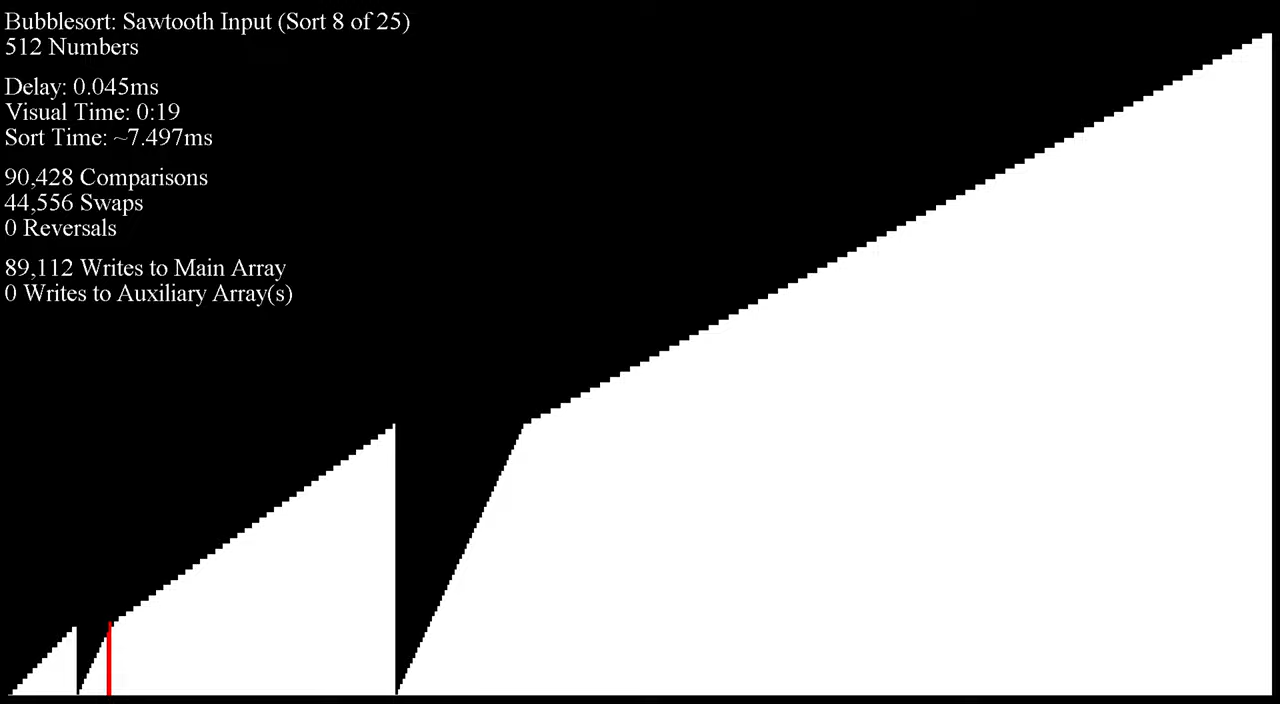 Bubblesort: Sawtooth Input (Sort 8 of 25)
512 Numbers
Delay: 0.045ms
Visual Time: 0:19
Sort Time: ~7.497ms
90,428 Comparisons
44,556 Swaps
0 Reversals
89,112 Writes to Main Array
0 Writes to Auxiliary Array(s)